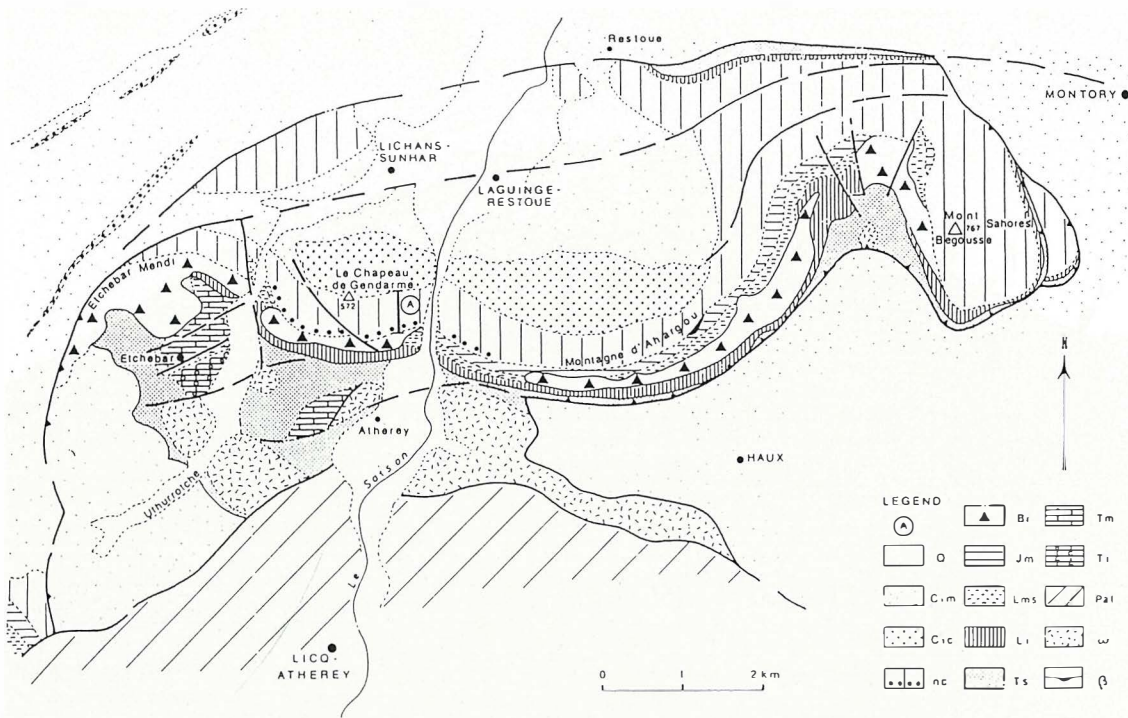 Restoue
MONTORY
LICHANS-
SUNHAR
LAGUINGE-
RESTOUE
Mont
767
Sahores
Begousse
Etchebar Mendi
Le Chapeau
de Gendarme
572
A
Etchebar
Montagne d'Ahargou
Atherey
HAUX
N
Uthurrotche
Le Saison
LICQ-
ATHEREY
0 1 2 km
LEGEND
A
Br
Tm
Q
Jm
Ti
Cim
Lms
Pal
Cic
Li
ω
nc
Ts
β